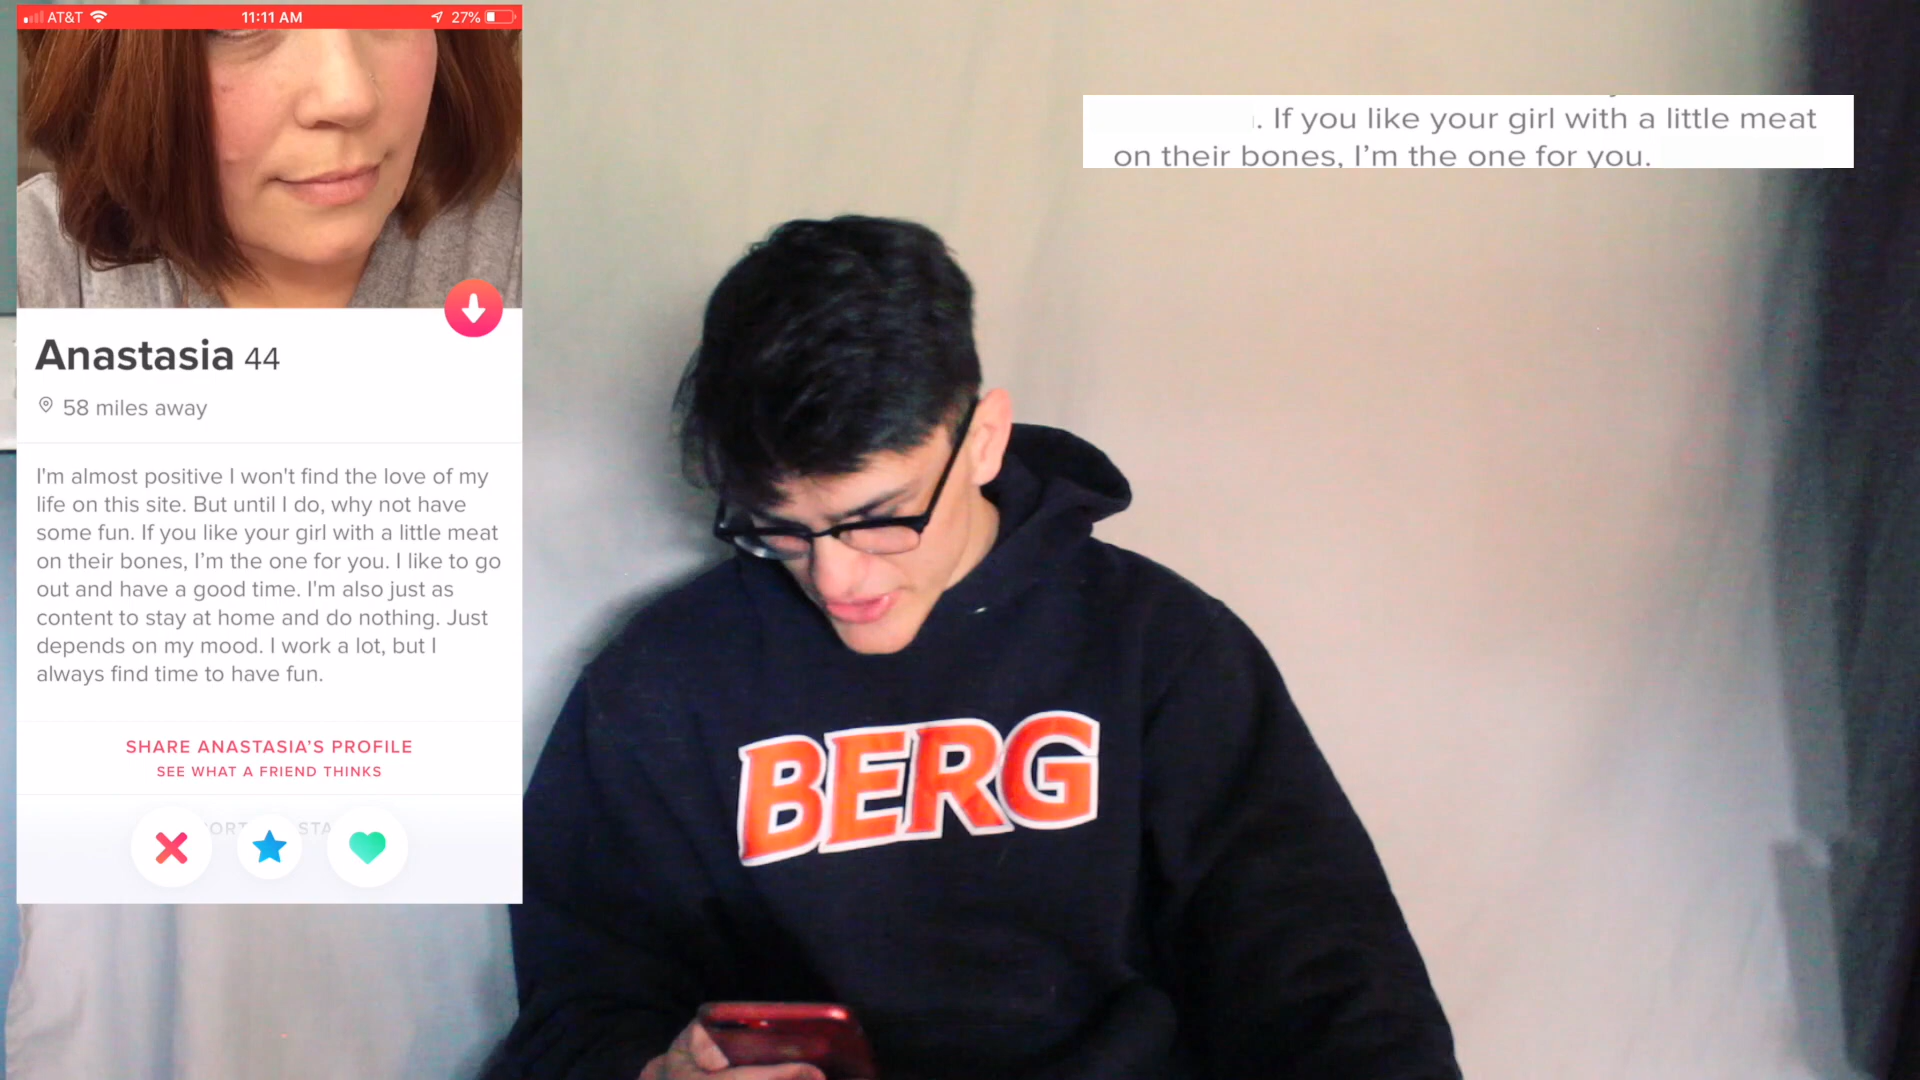 AT&T
11:11 AM
27%
Anastasia 44
58 miles away
I'm almost positive I won't find the love of my
life on this site. But until I do, why not have
some fun. If you like your girl with a little meat
on their bones, I’m the one for you. I like to go
out and have a good time. I'm also just as
content to stay at home and do nothing. Just
depends on my mood. I work a lot, but I
always find time to have fun.
SHARE ANASTASIA’S PROFILE
SEE WHAT A FRIEND THINKS
. If you like your girl with a little meat
on their bones, I’m the one for you.
BERG